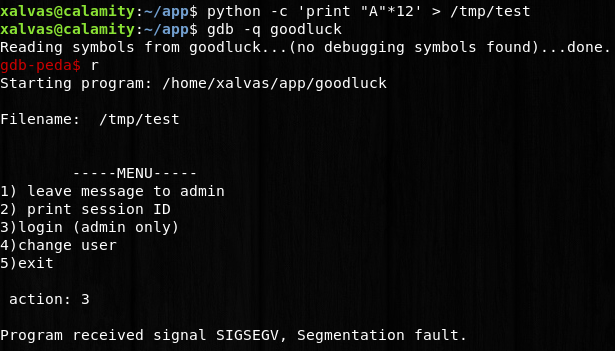 xalvas@calamity:~/app$ python -c 'print "A"*12' > /tmp/test
xalvas@calamity:~/app$ gdb -q goodluck
Reading symbols from goodluck...(no debugging symbols found)...done.
gdb-peda$ r
Starting program: /home/xalvas/app/goodluck
Filename:  /tmp/test
-----MENU-----
1) leave message to admin
2) print session ID
3)login (admin only)
4)change user
5)exit
action: 3
Program received signal SIGSEGV, Segmentation fault.